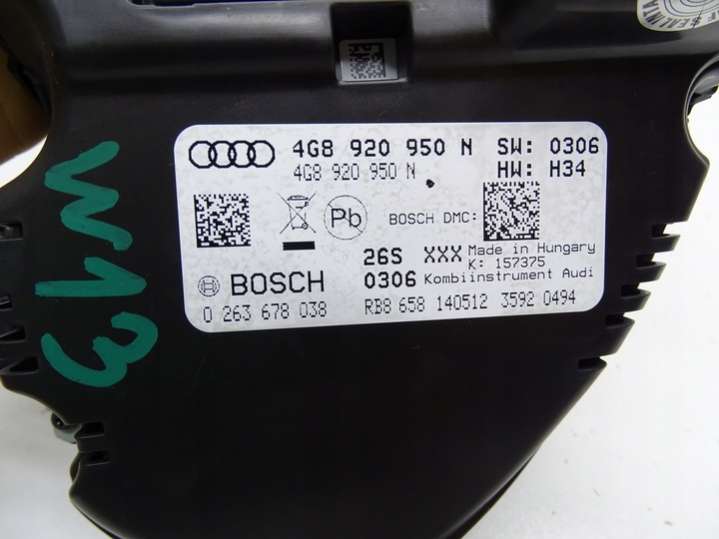 4G8 920 950 N SW: 0306
4G8 920 950 N HW: H34
Pb BOSCH DMC:
26S XXX Made in Hungary
K: 157375
BOSCH 0306 Kombiinstrument Audi
0 263 678 038 RB8 658 140512 3592 0494
W13